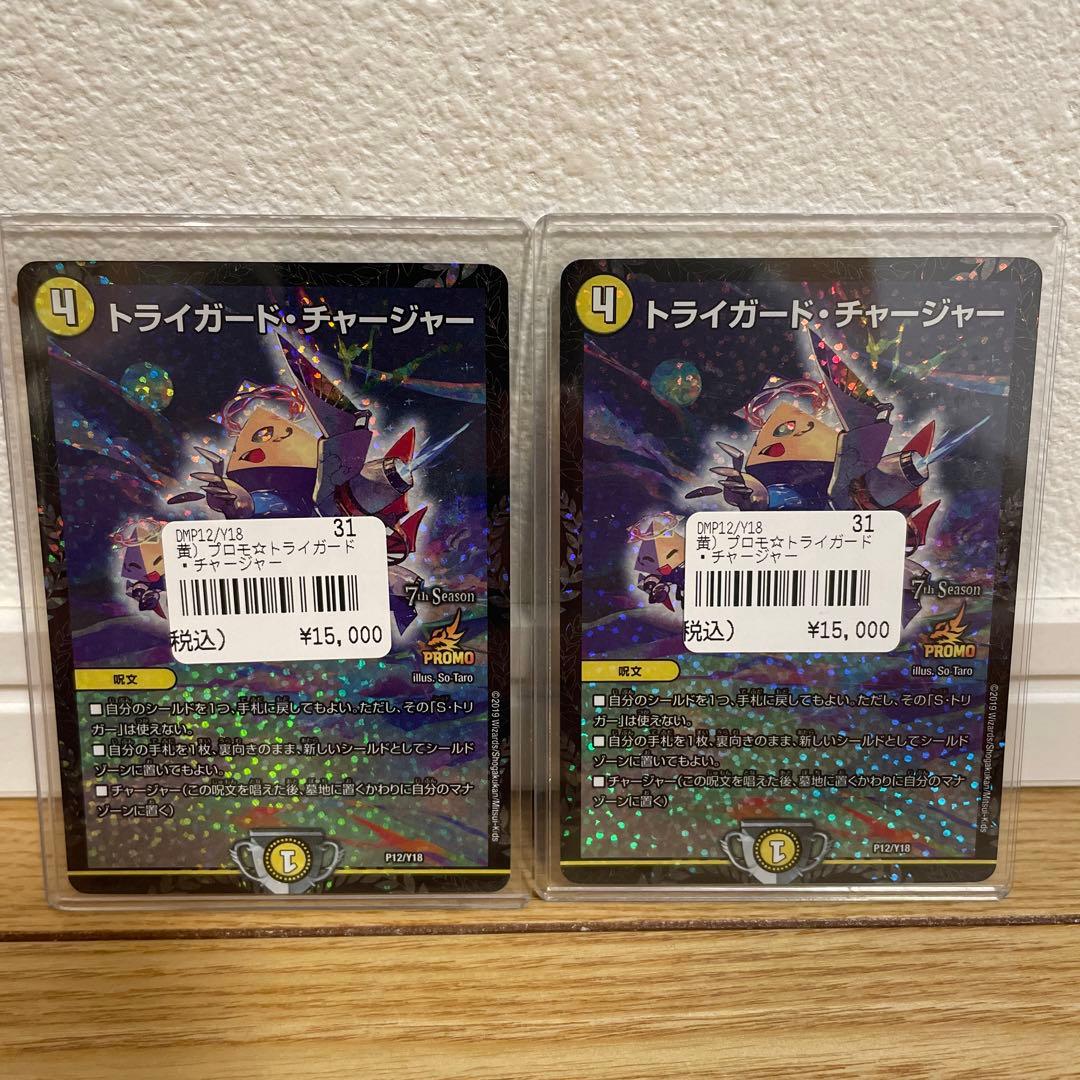 4 トライガード・チャージャー
DMP12/Y18 31
黄) プロモ☆トライガード
・チャージャー
税込) ¥15,000
7th Season
PROMO
呪文
illus. So-Taro
■自分のシールドを1つ、手札に戻してもよい。ただし、その「S・トリ
ガー」は使えない。
■自分の手札を1枚、裏向きのまま、新しいシールドとしてシールド
ゾーンに置いてもよい。
■チャージャー(この呪文を唱えた後、墓地に置くかわりに自分のマナ
ゾーンに置く)
©2019 Wizards/Shogakukan/Mitsui-Kids
1
P12/Y18
4 トライガード・チャージャー
DMP12/Y18 31
黄) プロモ☆トライガード
・チャージャー
税込) ¥15,000
7th Season
PROMO
呪文
illus. So-Taro
■自分のシールドを1つ、手札に戻してもよい。ただし、その「S・トリ
ガー」は使えない。
■自分の手札を1枚、裏向きのまま、新しいシールドとしてシールド
ゾーンに置いてもよい。
■チャージャー(この呪文を唱えた後、墓地に置くかわりに自分のマナ
ゾーンに置く)
©2019 Wizards/Shogakukan/Mitsui-Kids
1
P12/Y18